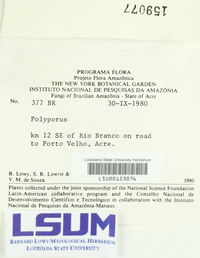 159077
PROGRAMA FLORA
Projeto Flora Amazônica
THE NEW YORK BOTANICAL GARDEN
INSTITUTO NACIONAL DE PESQUISAS DA AMAZÔNIA
Fungi of Brazilian Amazônia - State of Acre
No. 377 BR 30-IX-1980
Polyporus
km 12 SE of Rio Branco on road
to Porto Velho, Acre.
Louisiana State University Herbarium
LSU00153076
B. Lowy, S. R. Lowrie &
V. M. de Souza 1980
Plants collected under the joint sponsorship of the National Science Foundation
Latin-American collaborative program and the Conselho Nacional de
Desenvolvimento Científico e Tecnológico in collaboration with the Instituto
Nacional de Pesquisas da Amazônia-Manaus.
LSUM
BERNARD LOWY MYCOLOGICAL HERBARIUM
LOUISIANA STATE UNIVERSITY